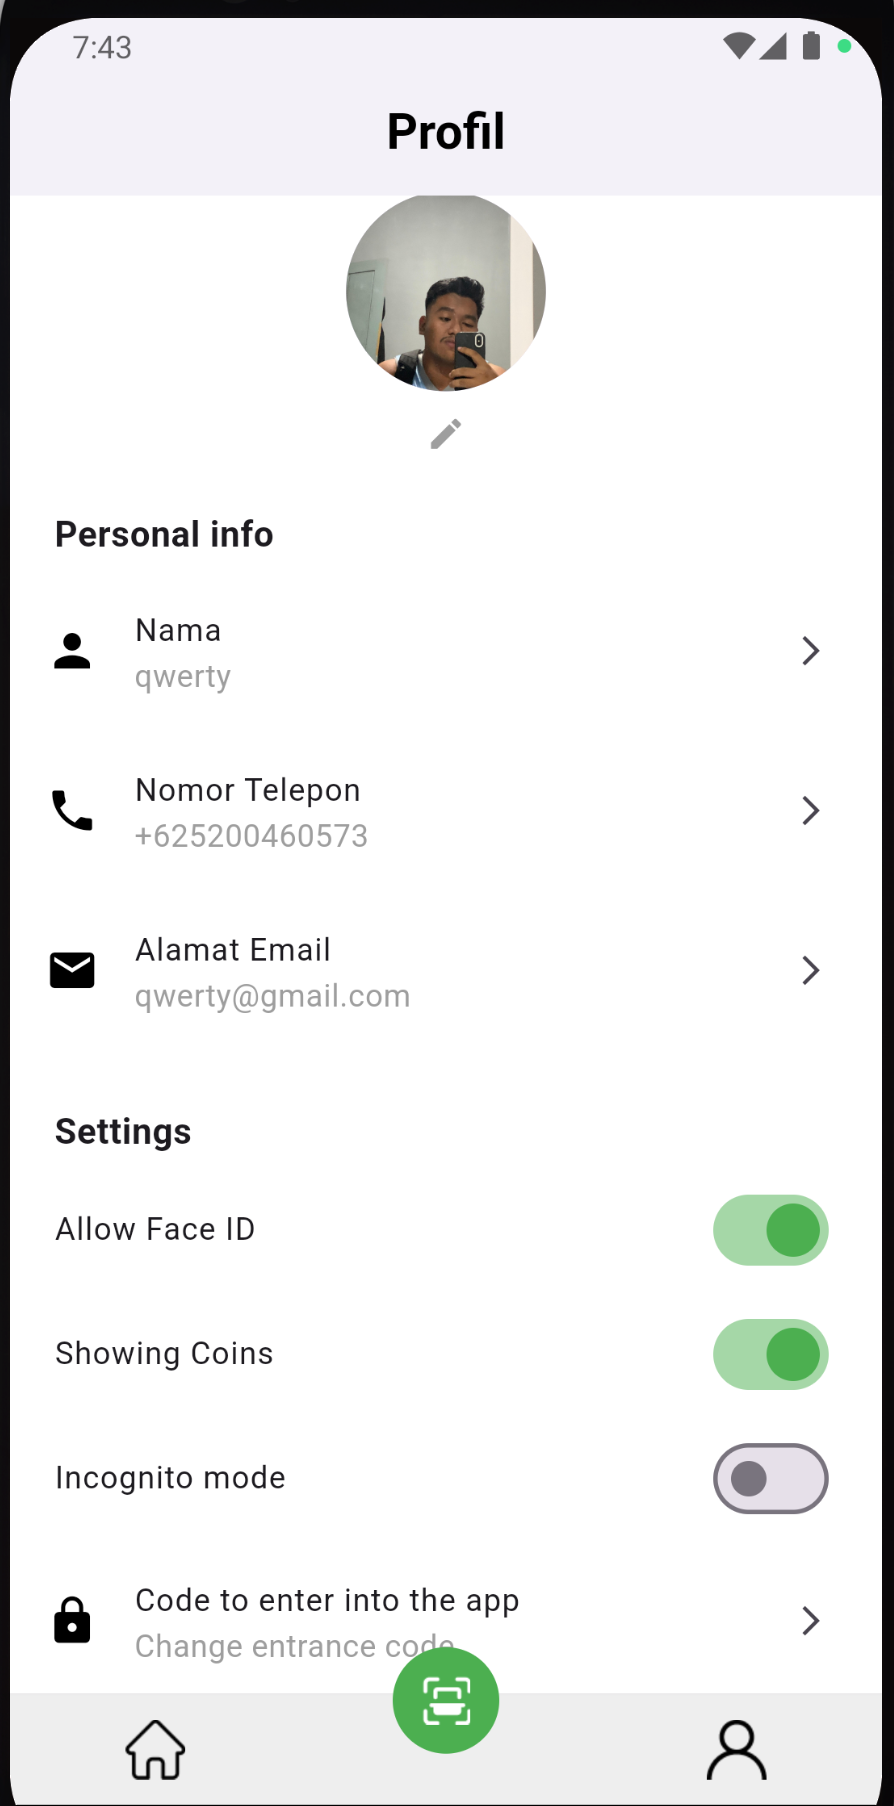 7:43
Profil
Personal info
Nama
qwerty
Nomor Telepon
+625200460573
Alamat Email
qwerty@gmail.com
Settings
Allow Face ID
Showing Coins
Incognito mode
Code to enter into the app
Change entrance code